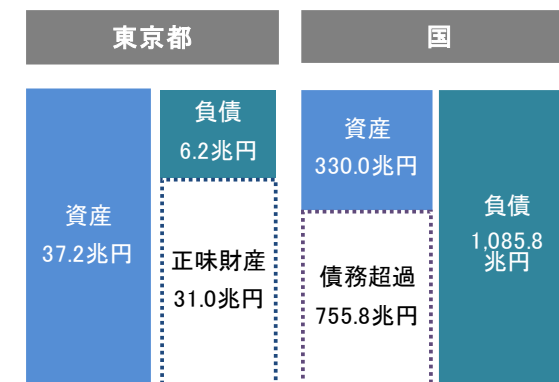 東京都
国
資産
37.2兆円
負債
6.2兆円
正味財産
31.0兆円
資産
330.0兆円
債務超過
755.8兆円
負債
1,085.8
兆円